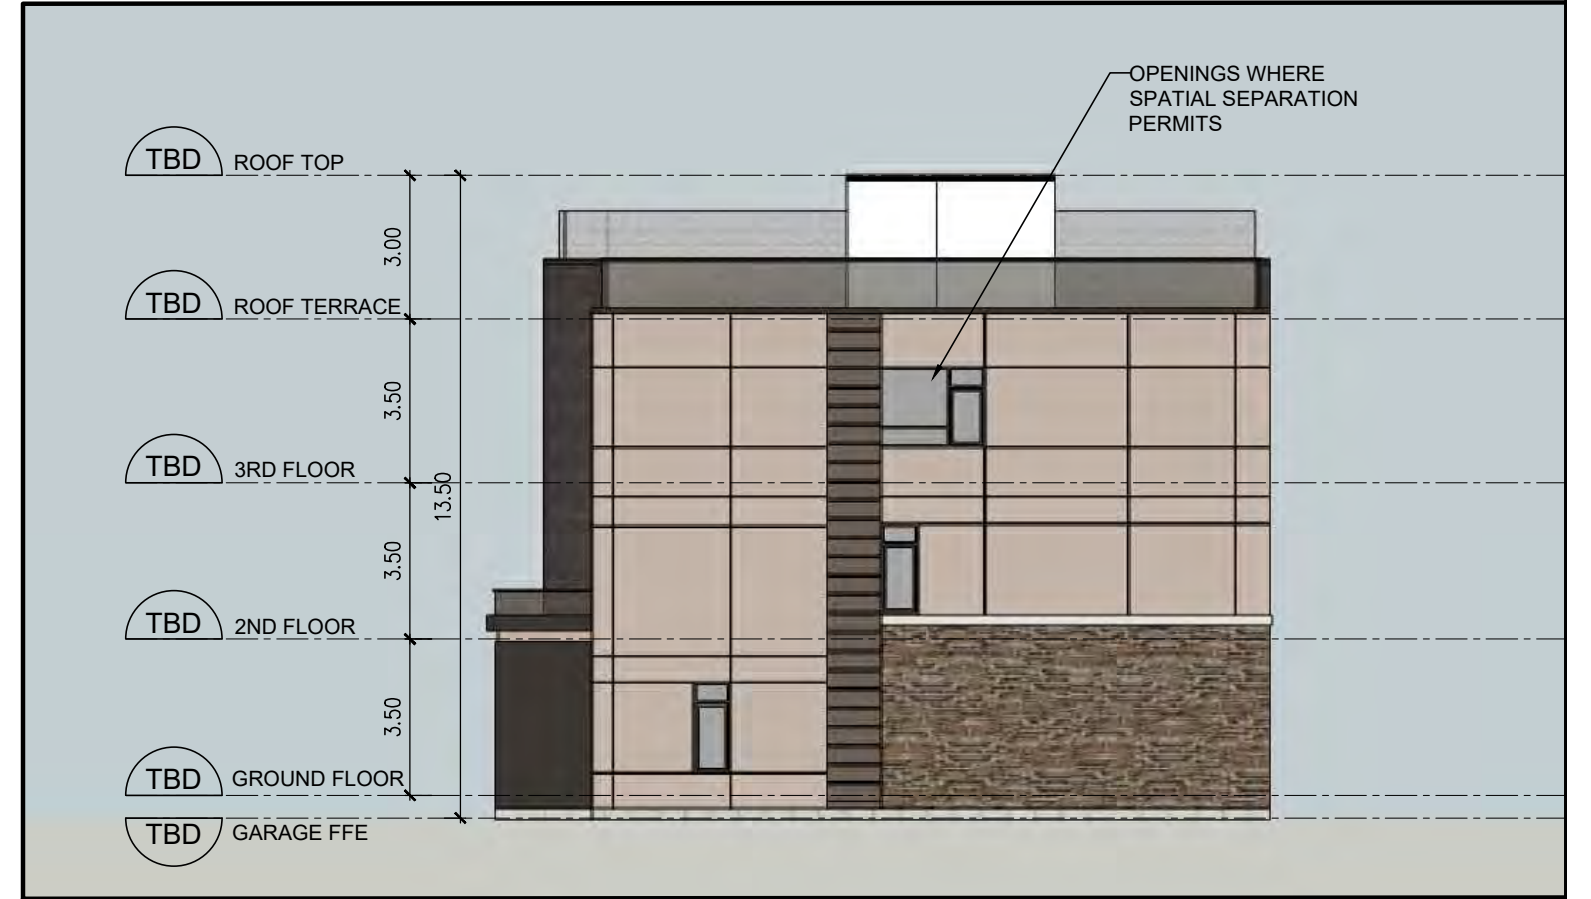 OPENINGS WHERE
SPATIAL SEPARATION
PERMITS
TBD ROOF TOP
3.00
TBD ROOF TERRACE
3.50
TBD 3RD FLOOR
13.50
3.50
TBD 2ND FLOOR
3.50
TBD GROUND FLOOR
TBD GARAGE FFE